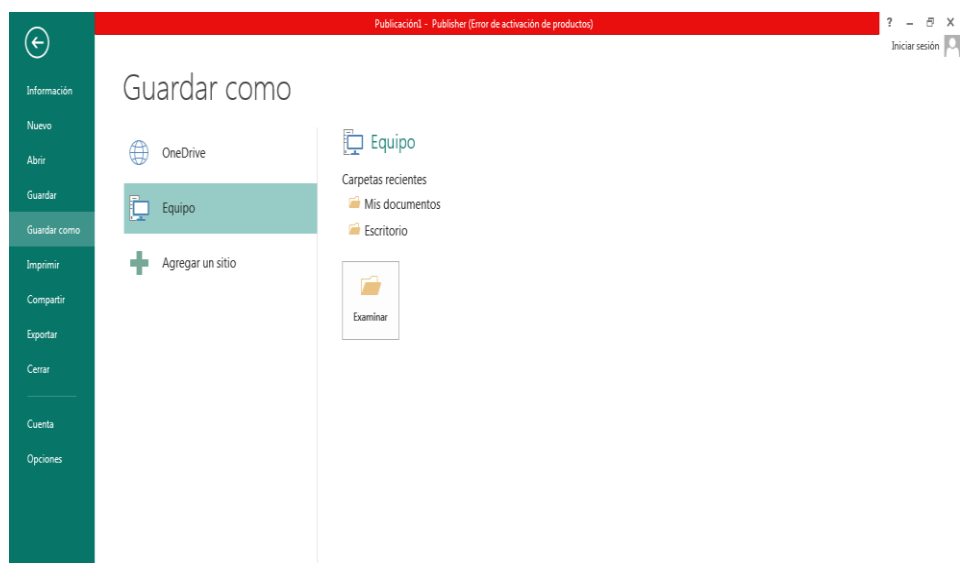 Publicación1 - Publisher (Error de activación de productos)
?
Iniciar sesión
Información
Nuevo
Abrir
Guardar
Guardar como
Imprimir
Compartir
Exportar
Cerrar
Cuenta
Opciones
Guardar como
OneDrive
Equipo
Agregar un sitio
Equipo
Carpetas recientes
Mis documentos
Escritorio
Examinar